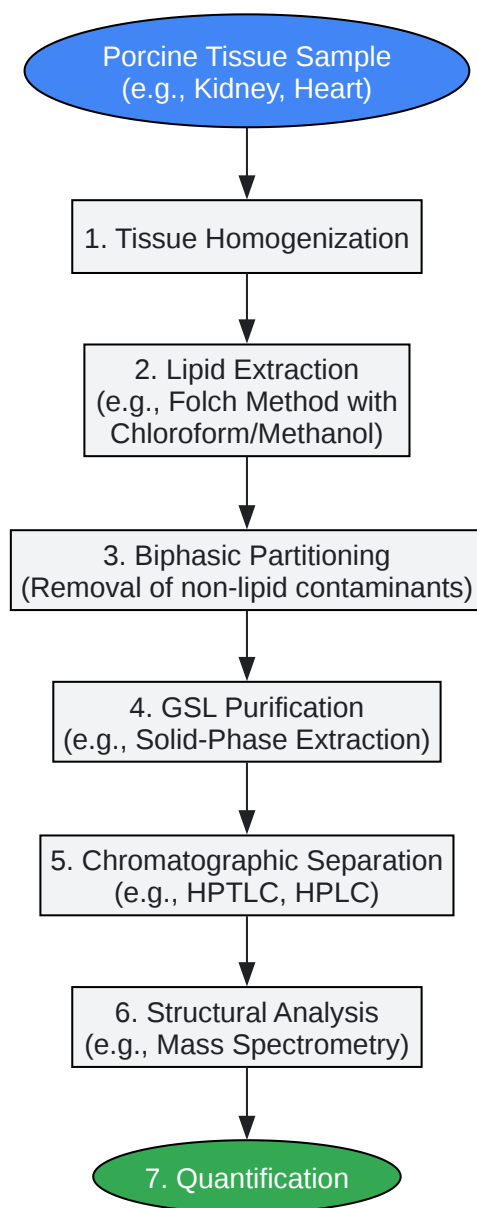 Porcine Tissue Sample
(e.g., Kidney, Heart)
1. Tissue Homogenization
2. Lipid Extraction
(e.g., Folch Method with
Chloroform/Methanol)
3. Biphasic Partitioning
(Removal of non-lipid contaminants)
4. GSL Purification
(e.g., Solid-Phase Extraction)
5. Chromatographic Separation
(e.g., HPTLC, HPLC)
6. Structural Analysis
(e.g., Mass Spectrometry)
7. Quantification